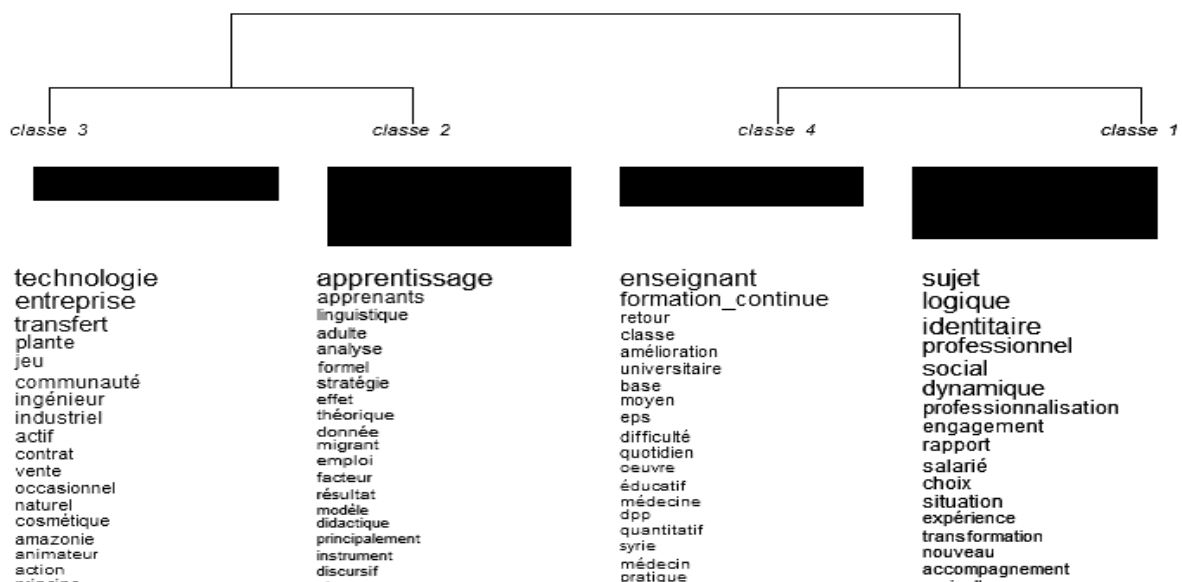 classe 3
classe 2
classe 4
classe 1
technologie
entreprise
transfert
plante
jeu
communauté
ingénieur
industriel
actif
contrat
vente
occasionnel
naturel
cosmétique
amazonie
animateur
action
apprentissage
apprenants
linguistique
adulte
analyse
formel
stratégie
effet
théorique
donnée
migrant
emploi
facteur
résultat
modèle
didactique
principalement
instrument
discursif
enseignant
formation_continue
retour
classe
amélioration
universitaire
base
moyen
eps
difficulté
quotidien
oeuvre
éducatif
médecine
dpp
quantitatif
syrie
médecin
pratique
sujet
logique
identitaire
professionnel
social
dynamique
professionnalisation
engagement
rapport
salarié
choix
situation
expérience
transformation
nouveau
accompagnement